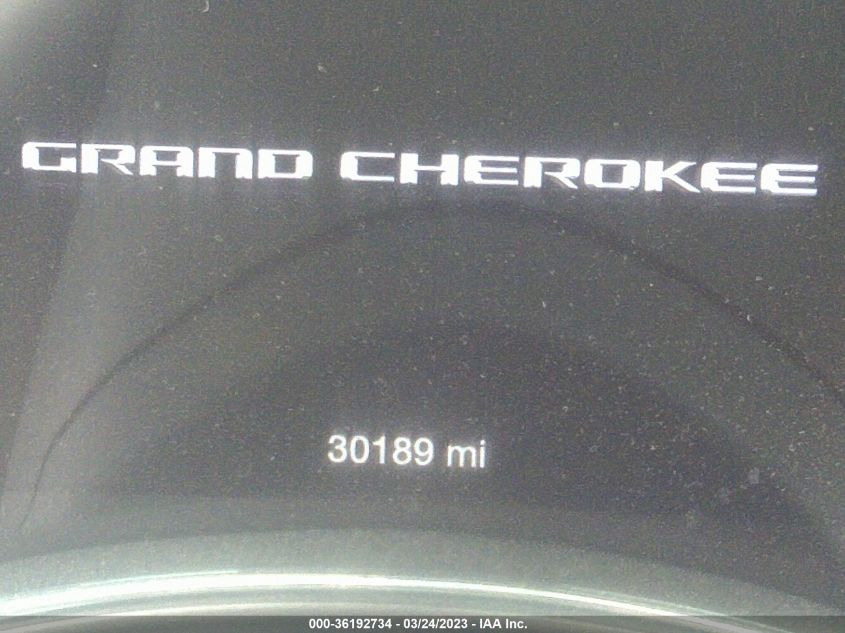 GRAND CHEROKEE
30189 mi
000-36192734 - 03/24/2023 - IAA Inc.